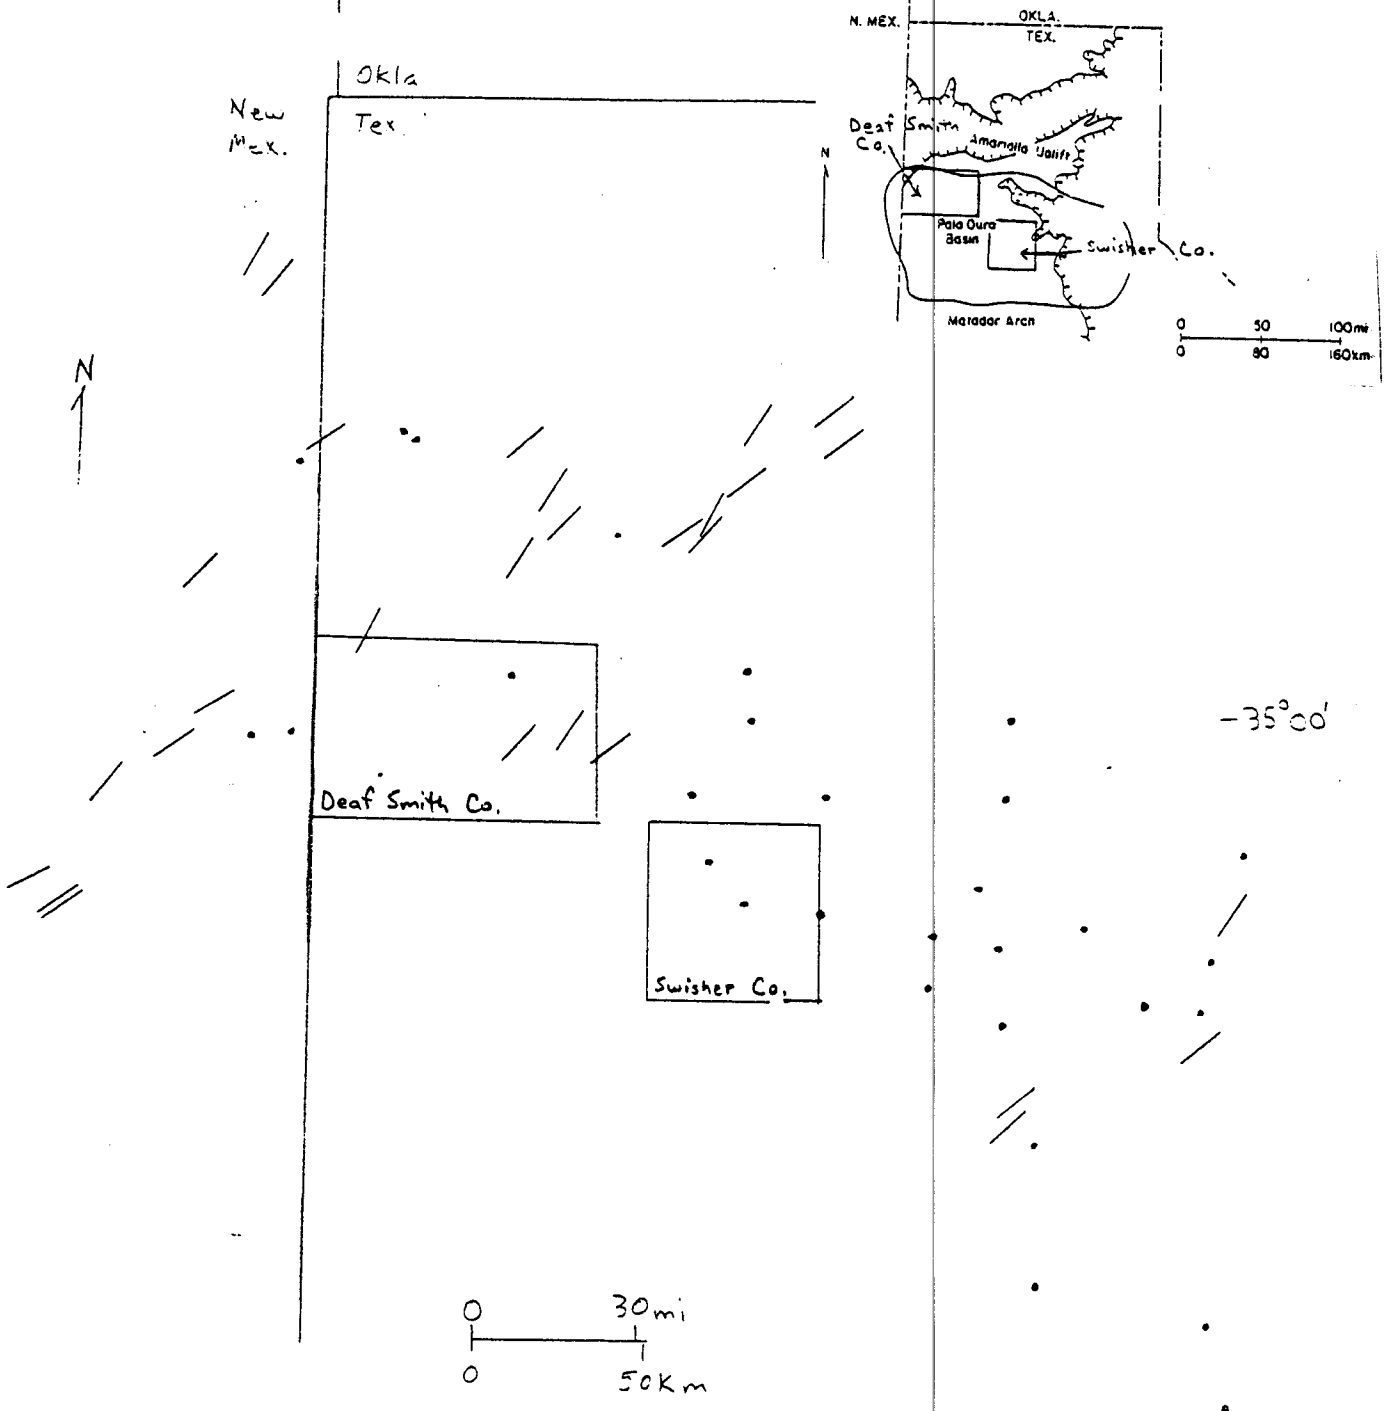 N. MEX.
OKLA.
TEX.
Okla
New
Mex.
Tex.
Deaf Smith
Co.
Amarillo Uplift
N
Palo Duro
Basin
Swisher Co.
Matador Arch
0 50 100mi
0 80 160km
N
-35°00'
Deaf Smith Co.
Swisher Co.
0 30mi
0 50Km